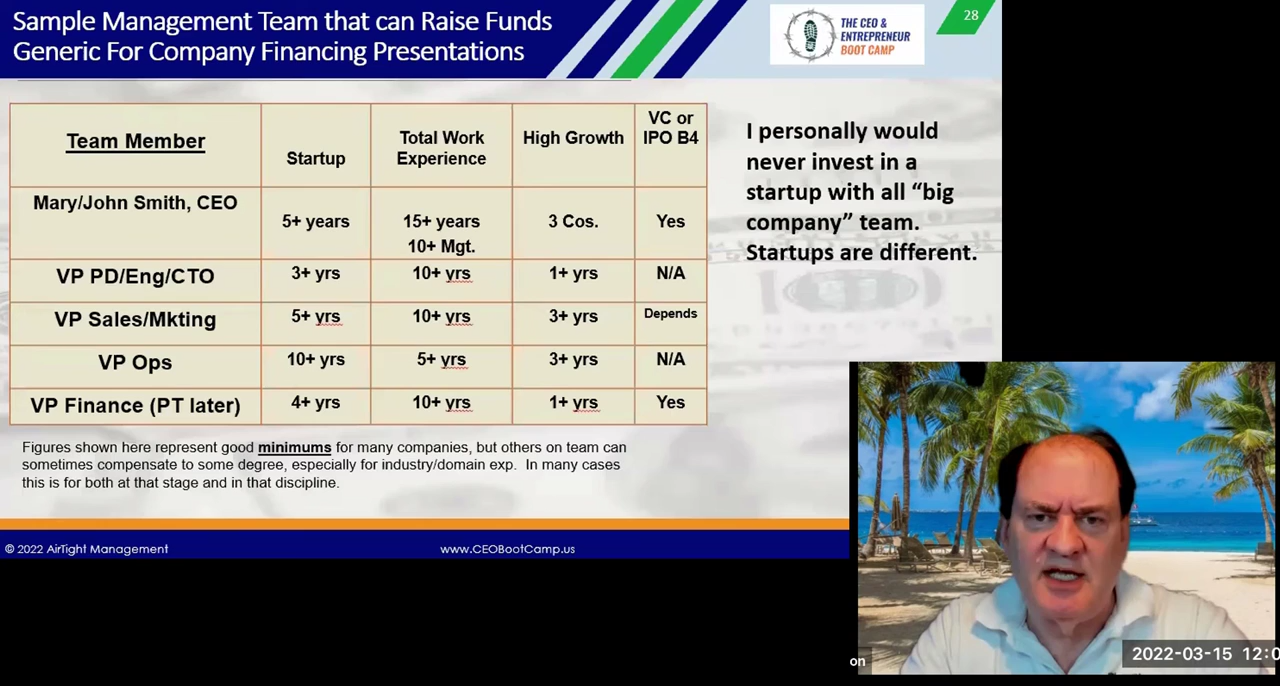 Sample Management Team that can Raise Funds
Generic For Company Financing Presentations
THE CEO &
ENTREPRENEUR
BOOT CAMP
28
Team Member
Startup
Total Work
Experience
High Growth
VC or
IPO B4
Mary/John Smith, CEO
5+ years
15+ years
10+ Mgt.
3 Cos.
Yes
VP PD/Eng/CTO
3+ yrs
10+ yrs
1+ yrs
N/A
VP Sales/Mkting
5+ yrs
10+ yrs
3+ yrs
Depends
VP Ops
10+ yrs
5+ yrs
3+ yrs
N/A
VP Finance (PT later)
4+ yrs
10+ yrs
1+ yrs
Yes
I personally would
never invest in a
startup with all “big
company” team.
Startups are different.
Figures shown here represent good minimums for many companies, but others on team can
sometimes compensate to some degree, especially for industry/domain exp. In many cases
this is for both at that stage and in that discipline.
© 2022 AirTight Management
www.CEOBootCamp.us
on
2022-03-15 12:0